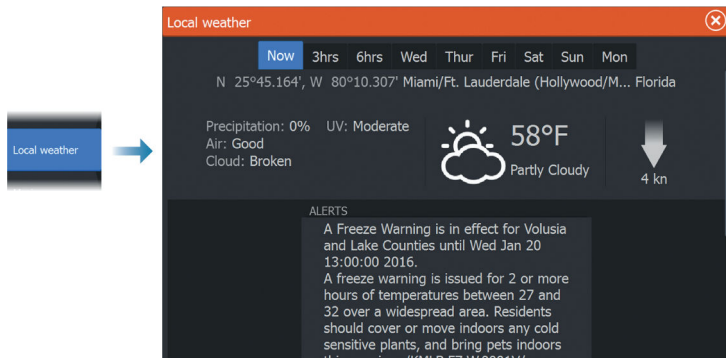 Local weather
Local weather
Now 3hrs 6hrs Wed Thur Fri Sat Sun Mon
N 25°45.164', W 80°10.307' Miami/Ft. Lauderdale (Hollywood/M... Florida
Precipitation: 0% UV: Moderate
Air: Good
Cloud: Broken
58°F
Partly Cloudy
4 kn
ALERTS
A Freeze Warning is in effect for Volusia
and Lake Counties until Wed Jan 20
13:00:00 2016.
A freeze warning is issued for 2 or more
hours of temperatures between 27 and
32 over a widespread area. Residents
should cover or move indoors any cold
sensitive plants, and bring pets indoors